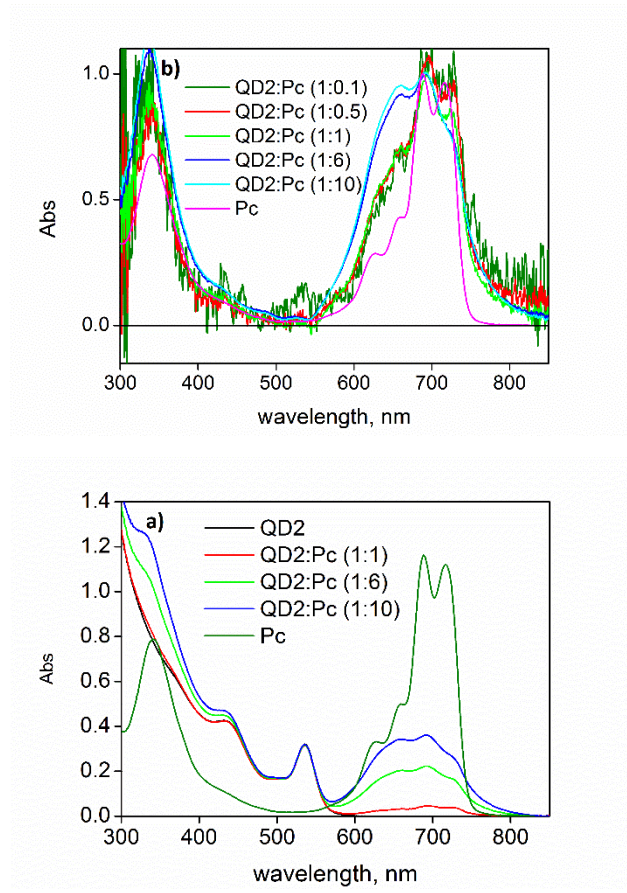 b)
QD2:Pc (1:0.1)
QD2:Pc (1:0.5)
QD2:Pc (1:1)
QD2:Pc (1:6)
QD2:Pc (1:10)
Pc
1.0
0.5
0.0
Abs
300 400 500 600 700 800
wavelength, nm
a)
QD2
QD2:Pc (1:1)
QD2:Pc (1:6)
QD2:Pc (1:10)
Pc
1.4
1.2
1.0
0.8
0.6
0.4
0.2
0.0
Abs
300 400 500 600 700 800
wavelength, nm